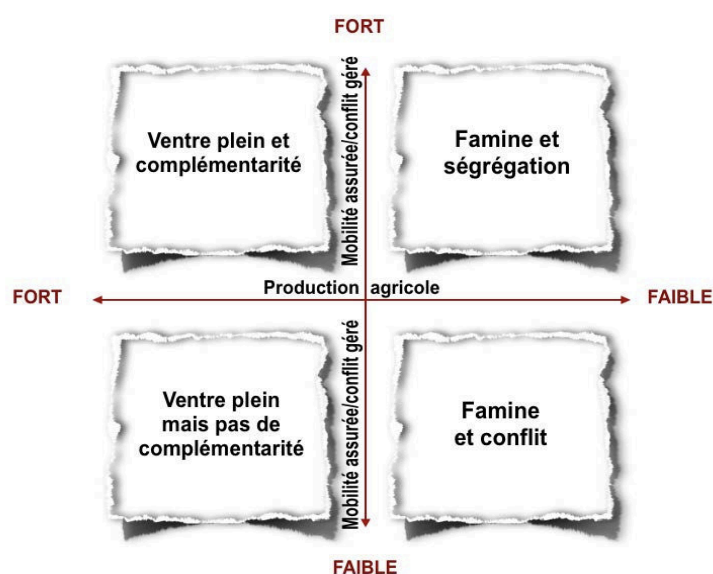 FORT
Mobilité assurée/conflit géré
Ventre plein et
complémentarité
Famine et
ségrégation
FORT
Production agricole
FAIBLE
Mobilité assurée/conflit géré
Ventre plein
mais pas de
complémentarité
Famine
et conflit
FAIBLE